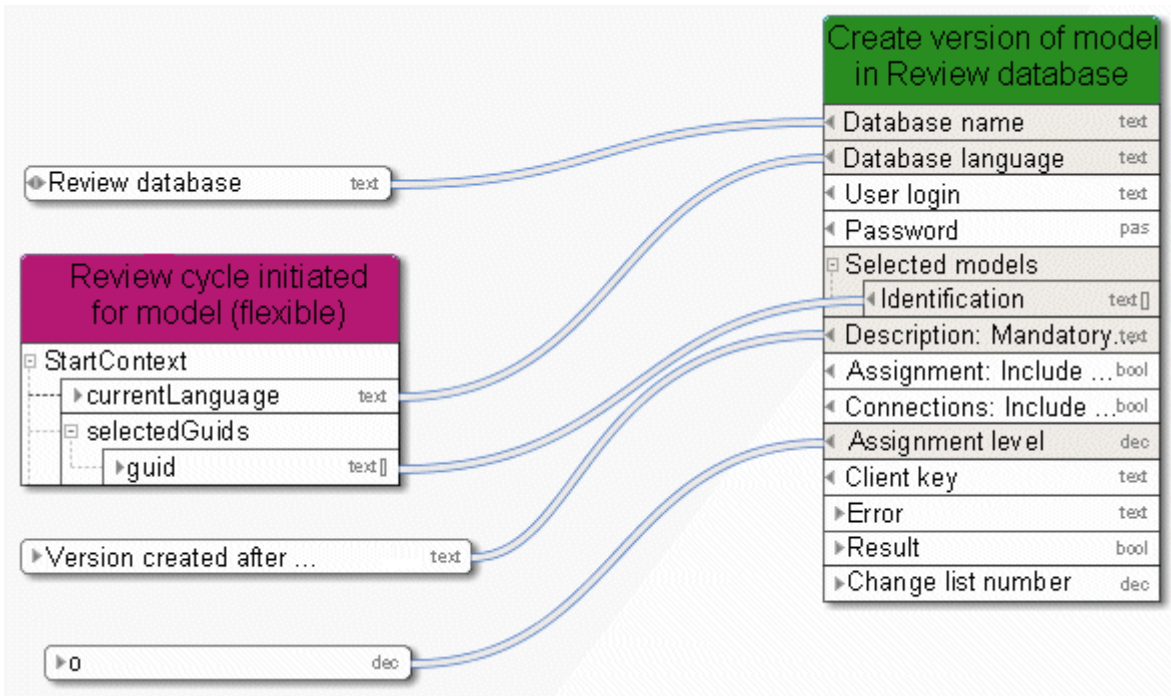 Create version of model
in Review database
Database name text
Database language text
User login text
Password pas
Selected models
Identification text[]
Description: Mandatory. text
Assignment: Include ... bool
Connections: Include ... bool
Assignment level dec
Client key text
Error text
Result bool
Change list number dec
Review database text
Review cycle initiated
for model (flexible)
StartContext
currentLanguage text
selectedGuids
guid text[]
Version created after ... text
0 dec